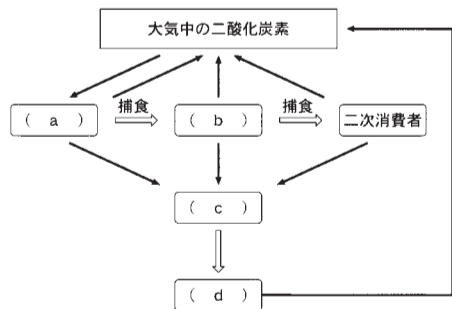 大気中の二酸化炭素
捕食
捕食
( a )
( b )
二次消費者
( c )
( d )